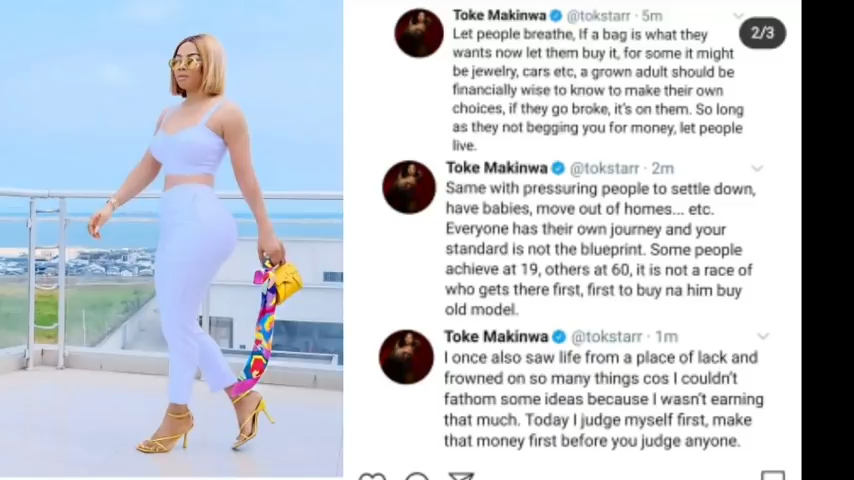 Toke Makinwa @tokstarr · 5m
2/3
Let people breathe, If a bag is what they
wants now let them buy it, for some it might
be jewelry, cars etc, a grown adult should be
financially wise to know to make their own
choices, if they go broke, it's on them. So long
as they not begging you for money, let people
live.
Toke Makinwa @tokstarr · 2m
Same with pressuring people to settle down,
have babies, move out of homes... etc.
Everyone has their own journey and your
standard is not the blueprint. Some people
achieve at 19, others at 60, it is not a race of
who gets there first, first to buy na him buy
old model.
Toke Makinwa @tokstarr · 1m
I once also saw life from a place of lack and
frowned on so many things cos I couldn't
fathom some ideas because I wasn't earning
that much. Today I judge myself first, make
that money first before you judge anyone.